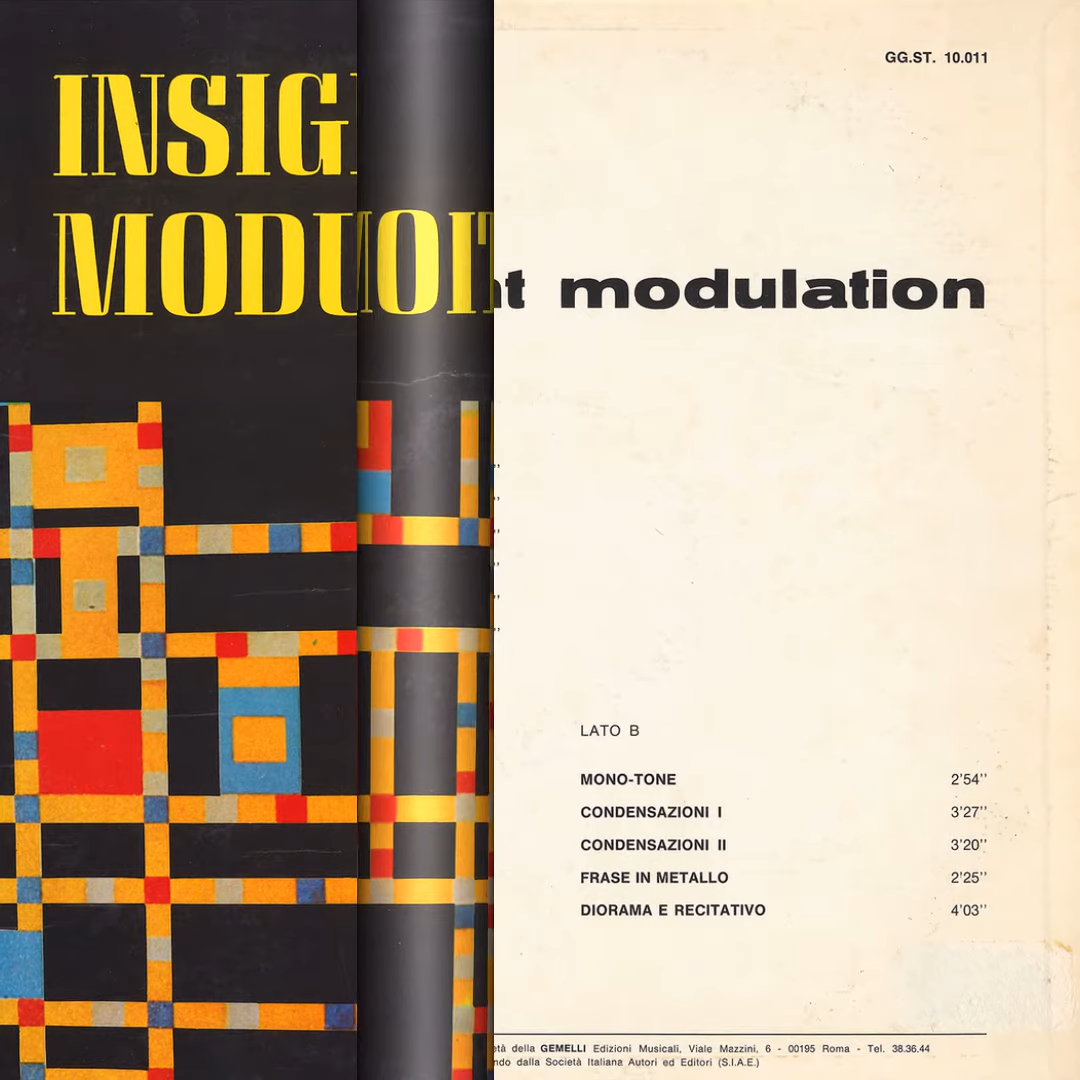 INSIG
MODU
GG.ST. 10.011
modulation
LATO B
MONO-TONE 2'54''
CONDENSAZIONI I 3'27''
CONDENSAZIONI II 3'20''
FRASE IN METALLO 2'25''
DIORAMA E RECITATIVO 4'03''
della GEMELLI Edizioni Musicali, Viale Mazzini, 6 - 00195 Roma - Tel. 38.36.44
dalla Società Italiana Autori ed Editori (S.I.A.E.)